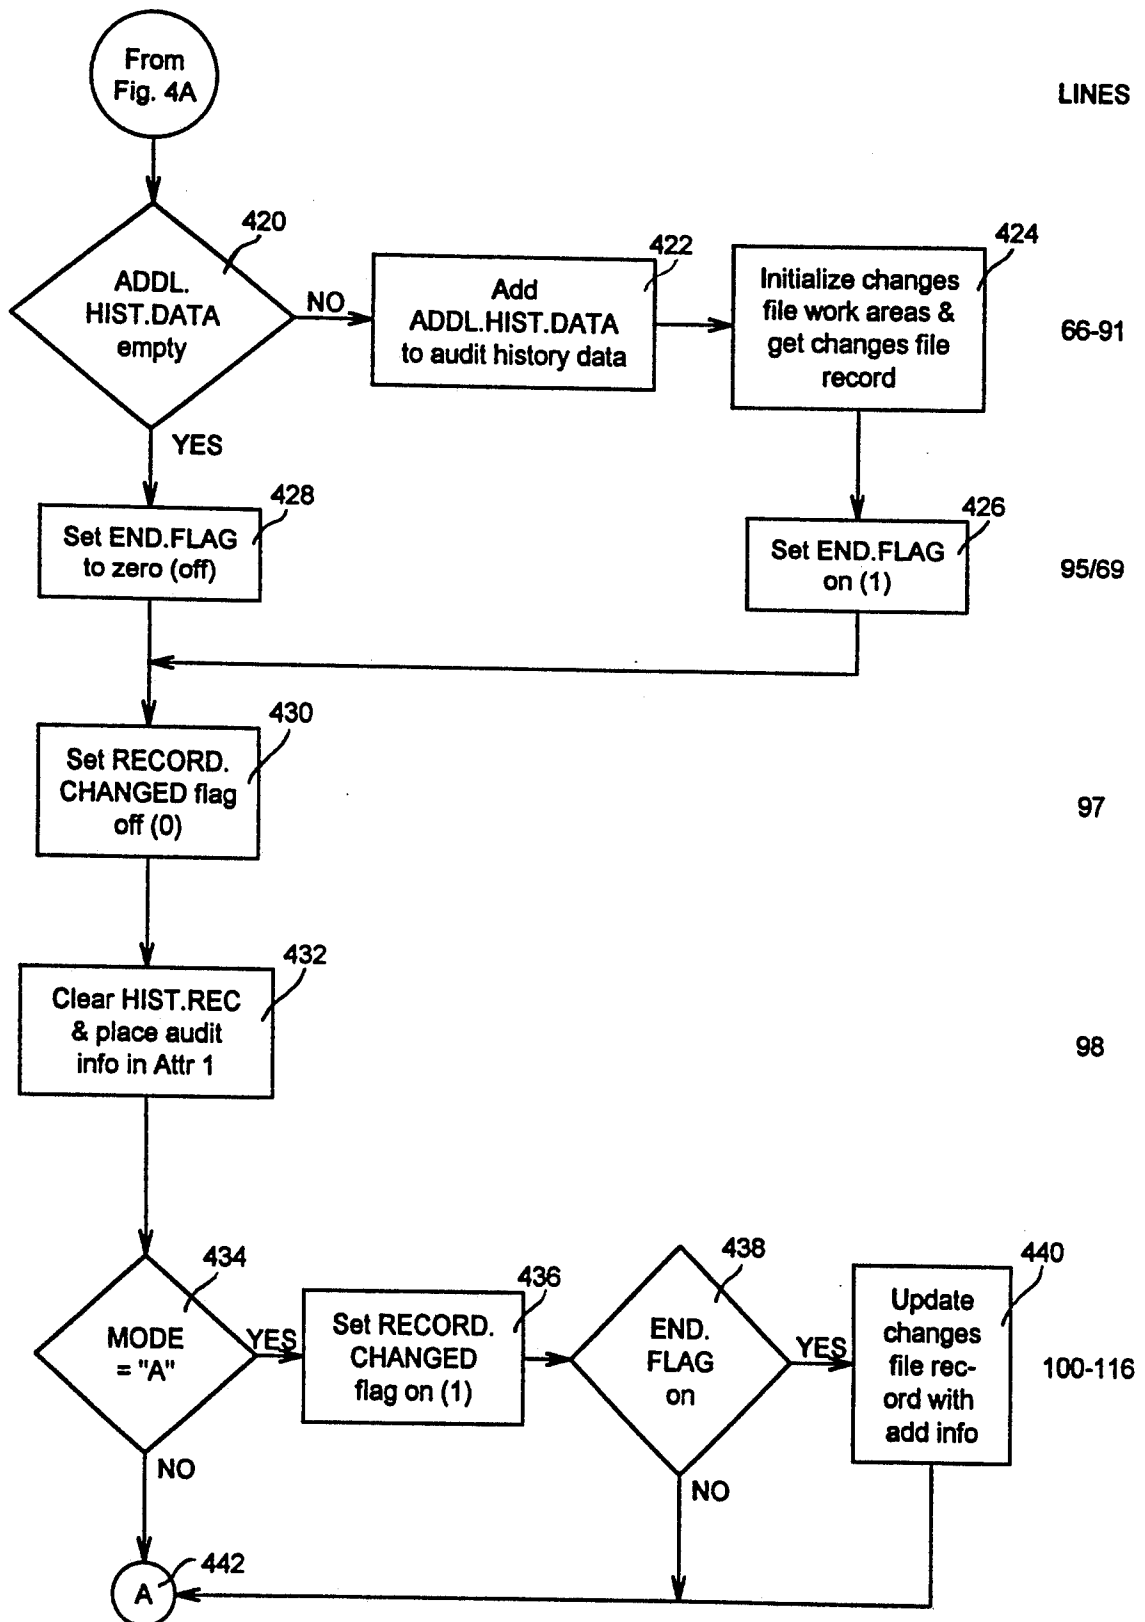 From
Fig. 4A
LINES
420
ADDL.
HIST.DATA
empty
NO
YES
422
Add
ADDL.HIST.DATA
to audit history data
424
Initialize changes
file work areas &
get changes file
record
66-91
428
Set END.FLAG
to zero (off)
426
Set END.FLAG
on (1)
95/69
430
Set RECORD.
CHANGED flag
off (0)
97
432
Clear HIST.REC
& place audit
info in Attr 1
98
434
MODE
= "A"
YES
NO
436
Set RECORD.
CHANGED
flag on (1)
438
END.
FLAG
on
YES
NO
440
Update
changes
file rec-
ord with
add info
100-116
A
442